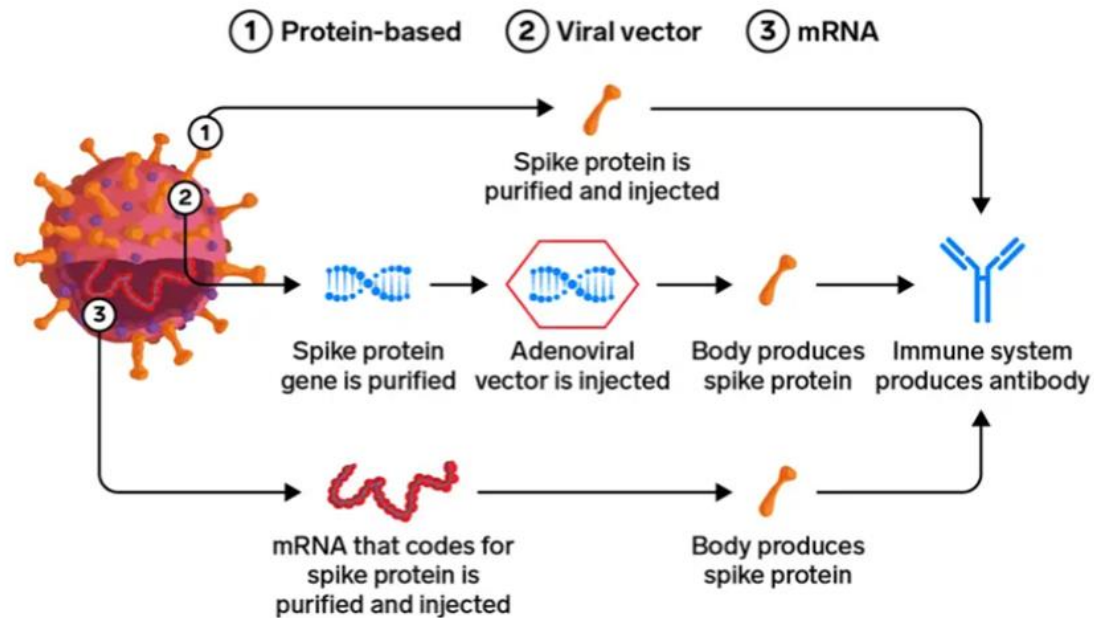 1 Protein-based 2 Viral vector 3 mRNA
1
Spike protein is
purified and injected
2
Spike protein
gene is purified
Adenoviral
vector is injected
Body produces
spike protein
Immune system
produces antibody
3
mRNA that codes for
spike protein is
purified and injected
Body produces
spike protein